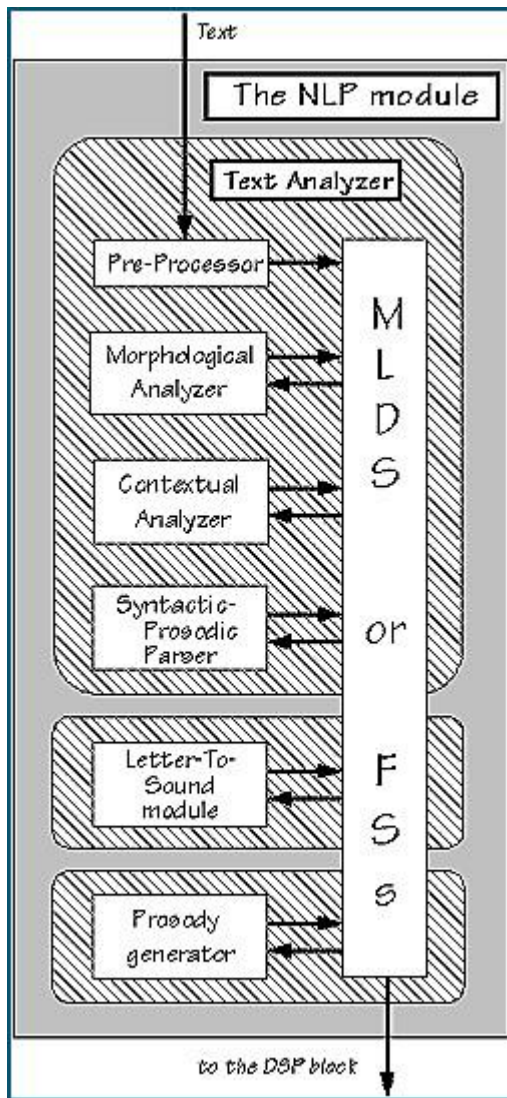 Text
The NLP module
Text Analyzer
Pre-Processor
Morphological
Analyzer
Contextual
Analyzer
Syntactic-
Prosodic
Parser
Letter-To-
Sound
module
Prosody
generator
M
L
D
S
or
F
S
s
to the DSP block